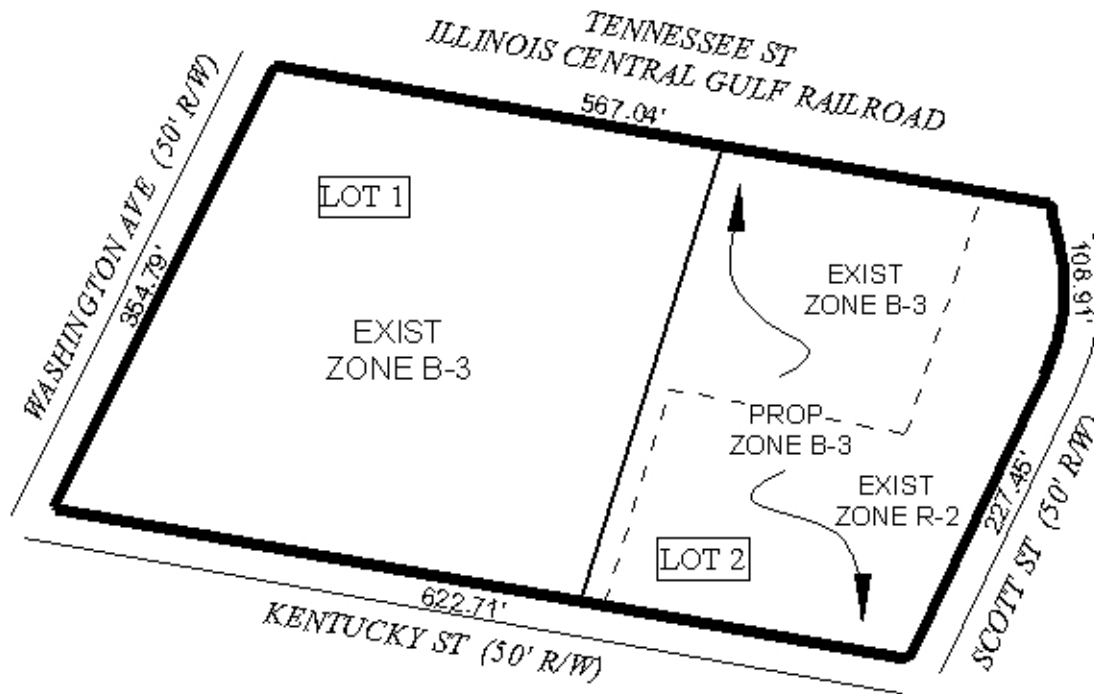 TENNESSEE ST
ILLINOIS CENTRAL GULF RAILROAD
567.04'
WASHINGTON AVE (50' R/W)
354.79'
LOT 1
EXIST
ZONE B-3
EXIST
ZONE B-3
108.91'
PROP
ZONE B-3
EXIST
ZONE R-2
227.45'
SCOTT ST (50' R/W)
LOT 2
622.71'
KENTUCKY ST (50' R/W)